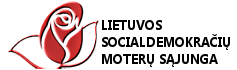 LIETUVOS
SOCIALDEMOKRAČIŲ
MOTERŲ SĄJUNGA